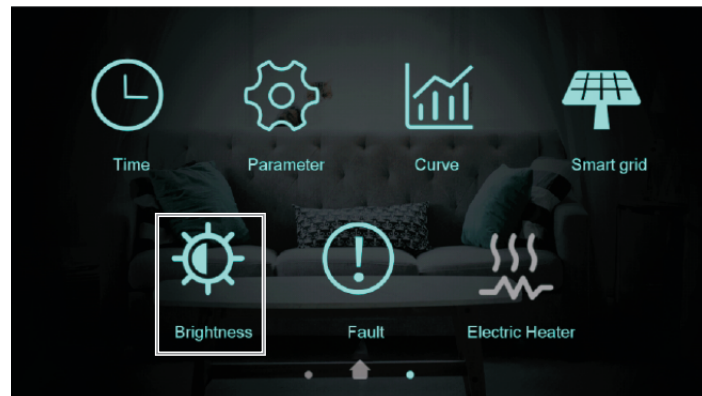 Time
Parameter
Curve
Smart grid
Brightness
Fault
Electric Heater